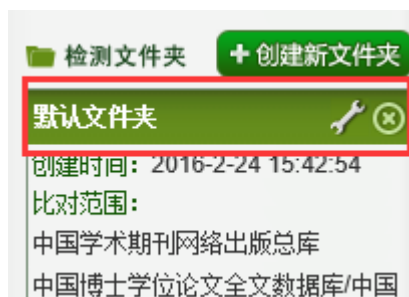 检测文件夹 + 创建新文件夹
默认文件夹
创建时间：2016-2-24 15:42:54
比对范围：
中国学术期刊网络出版总库
中国博士学位论文全文数据库/中国